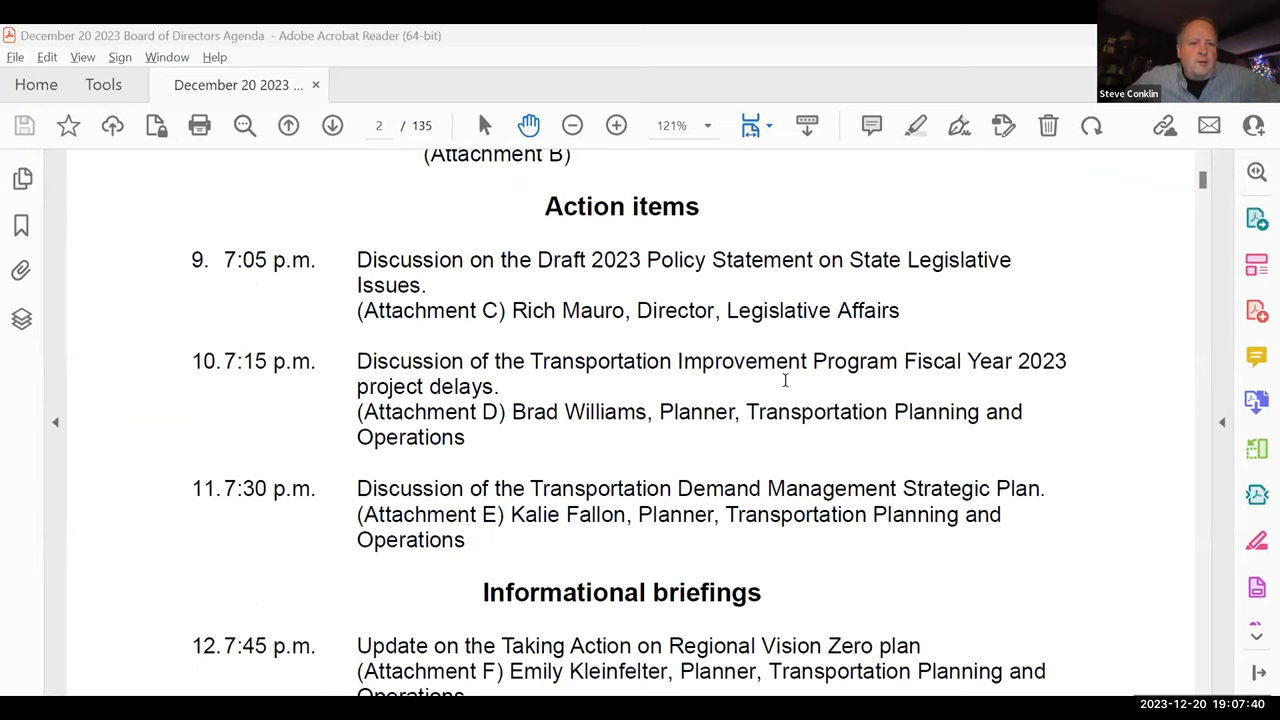 December 20 2023 Board of Directors Agenda - Adobe Acrobat Reader (64-bit)
File Edit View Sign Window Help
Home Tools December 20 2023 ... ×
2 / 135 121%
Steve Conklin
(Attachment B)
Action items
9. 7:05 p.m. Discussion on the Draft 2023 Policy Statement on State Legislative
Issues.
(Attachment C) Rich Mauro, Director, Legislative Affairs
10. 7:15 p.m. Discussion of the Transportation Improvement Program Fiscal Year 2023
project delays.
(Attachment D) Brad Williams, Planner, Transportation Planning and
Operations
11. 7:30 p.m. Discussion of the Transportation Demand Management Strategic Plan.
(Attachment E) Kalie Fallon, Planner, Transportation Planning and
Operations
Informational briefings
12. 7:45 p.m. Update on the Taking Action on Regional Vision Zero plan
(Attachment F) Emily Kleinfelter, Planner, Transportation Planning and
Operations
2023-12-20 19:07:40